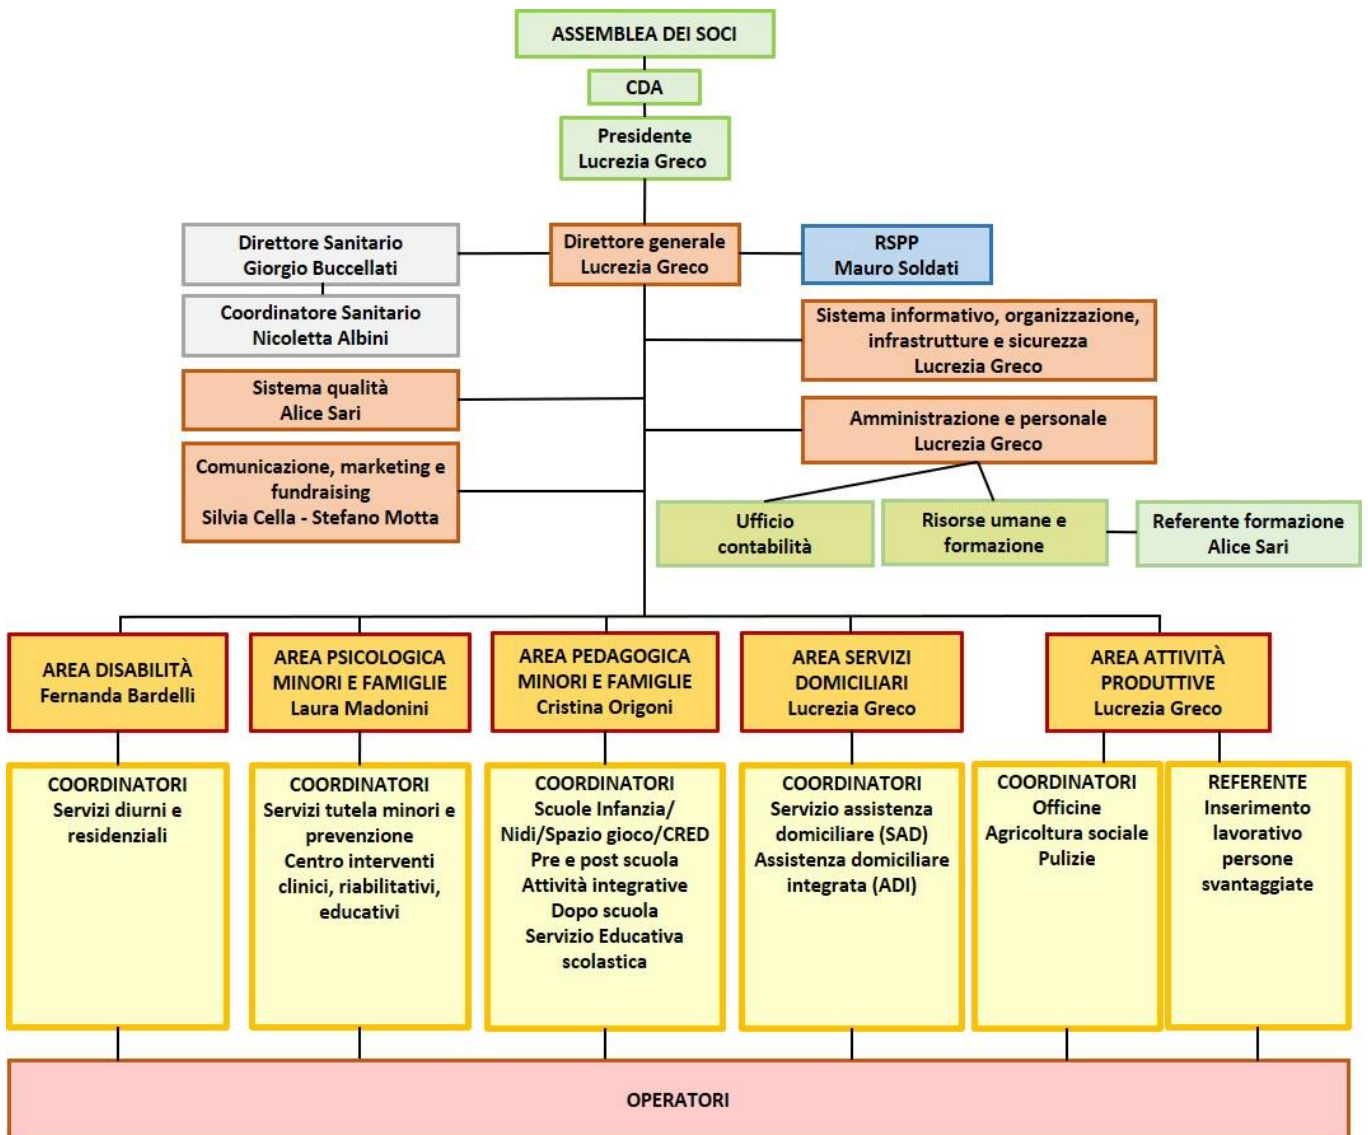 ASSEMBLEA DEI SOCI
CDA
Presidente
Lucrezia Greco
Direttore Sanitario
Giorgio Buccellati
Direttore generale
Lucrezia Greco
RSPP
Mauro Soldati
Coordinatore Sanitario
Nicoletta Albini
Sistema informativo, organizzazione,
infrastrutture e sicurezza
Lucrezia Greco
Sistema qualità
Alice Sari
Amministrazione e personale
Lucrezia Greco
Comunicazione, marketing e
fundraising
Silvia Cella - Stefano Motta
Ufficio
contabilità
Risorse umane e
formazione
Referente formazione
Alice Sari
AREA DISABILITÀ
Fernanda Bardelli
AREA PSICOLOGICA
MINORI E FAMIGLIE
Laura Madonini
AREA PEDAGOGICA
MINORI E FAMIGLIE
Cristina Origoni
AREA SERVIZI
DOMICILIARI
Lucrezia Greco
AREA ATTIVITÀ
PRODUTTIVE
Lucrezia Greco
COORDINATORI
Servizi diurni e
residenziali
COORDINATORI
Servizi tutela minori e
prevenzione
Centro interventi
clinici, riabilitativi,
educativi
COORDINATORI
Scuole Infanzia/
Nidi/Spazio gioco/CRED
Pre e post scuola
Attività integrative
Dopo scuola
Servizio Educativa
scolastica
COORDINATORI
Servizio assistenza
domiciliare (SAD)
Assistenza domiciliare
integrata (ADI)
COORDINATORI
Officine
Agricoltura sociale
Pulizie
REFERENTE
Inserimento
lavorativo
persone
svantaggiate
OPERATORI